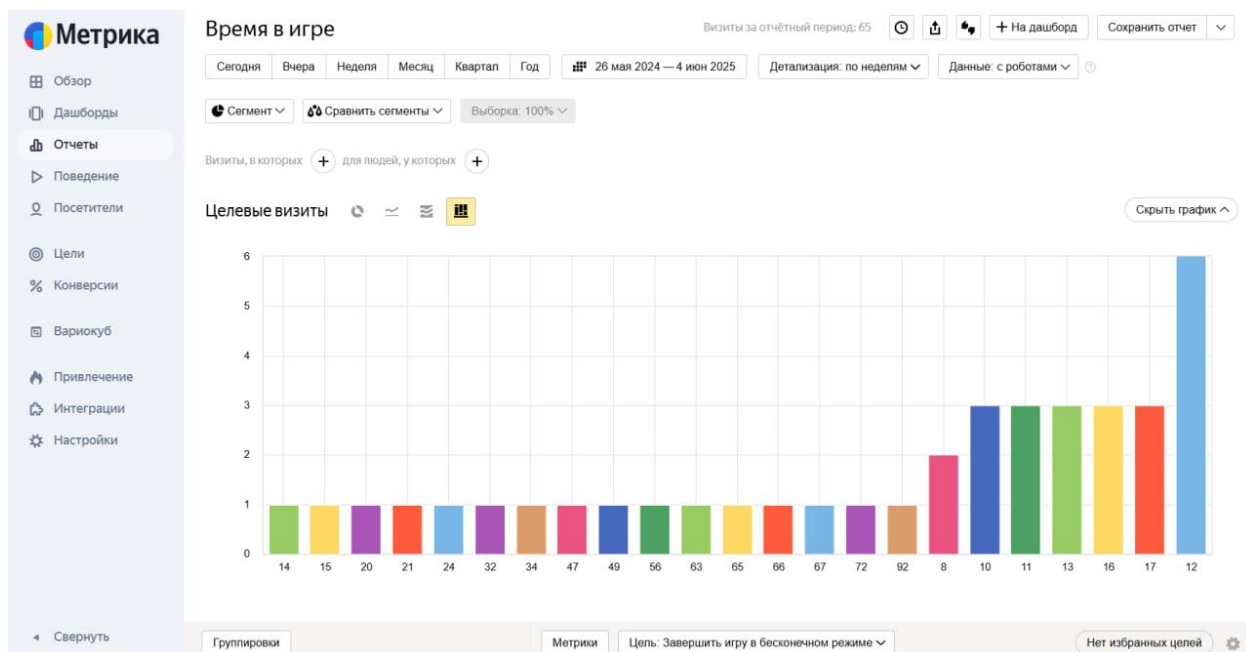 Метрика
Обзор
Дашборды
Отчеты
Поведение
Посетители
Цели
Конверсии
Вариокуб
Привлечение
Интеграции
Настройки
Свернуть
Время в игре
Визиты за отчётный период: 65
+ На дашборд
Сохранить отчет
Сегодня Вчера Неделя Месяц Квартал Год 26 мая 2024 — 4 июн 2025 Детализация: по неделям Данные: с роботами
Сегмент Сравнить сегменты Выборка: 100%
Визиты, в которых + для людей, у которых +
Целевые визиты
Скрыть график
6
5
4
3
2
1
0
14 15 20 21 24 32 34 47 49 56 63 65 66 67 72 92 8 10 11 13 16 17 12
Группировки Метрики Цель: Завершить игру в бесконечном режиме Нет избранных целей